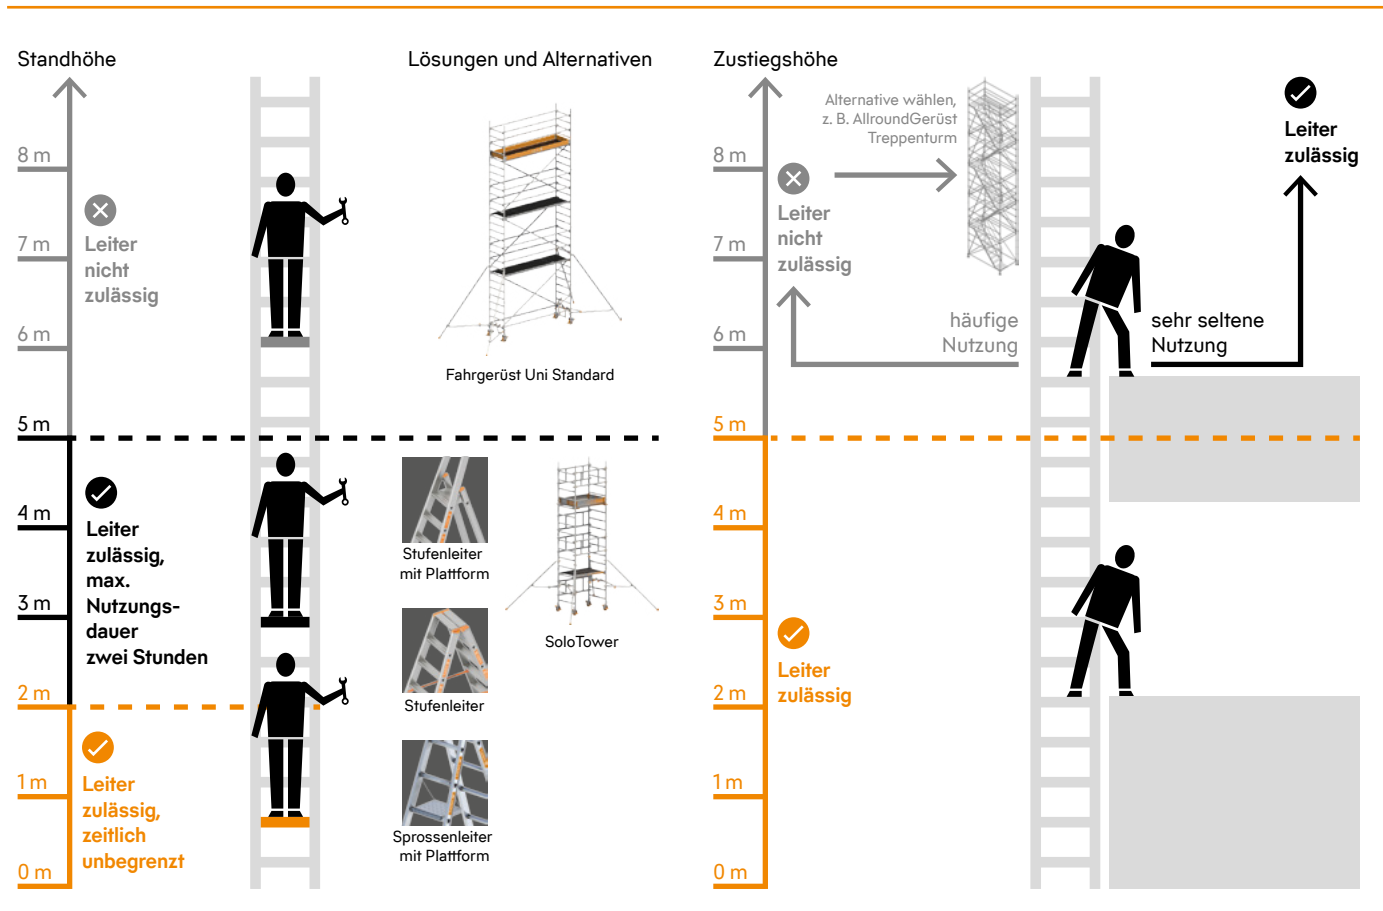 Standhöhe
8 m
7 m
6 m
5 m
4 m
3 m
2 m
1 m
0 m
Leiter
nicht
zulässig
Leiter
zulässig,
max.
Nutzungs-
dauer
zwei Stunden
Leiter
zulässig,
zeitlich
unbegrenzt
Lösungen und Alternativen
Fahrgerüst Uni Standard
Stufenleiter
mit Plattform
SoloTower
Stufenleiter
Sprossenleiter
mit Plattform
Zustiegshöhe
8 m
7 m
6 m
5 m
4 m
3 m
2 m
1 m
0 m
Alternative wählen,
z. B. AllroundGerüst
Treppenturm
Leiter
nicht
zulässig
häufige
Nutzung
sehr seltene
Nutzung
Leiter
zulässig
Leiter
zulässig